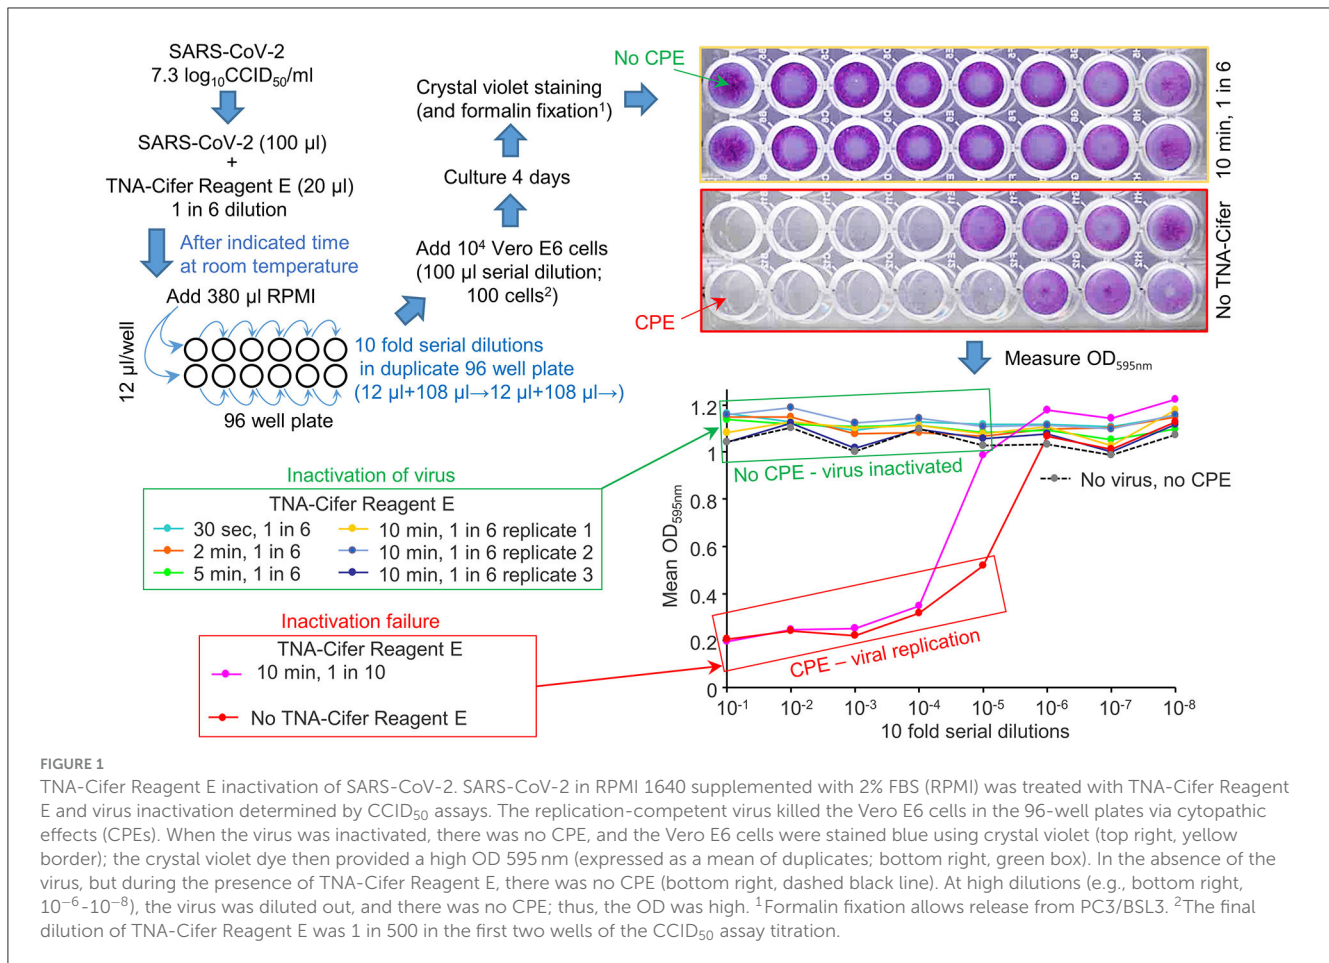 SARS-CoV-2
7.3 log10CCID50/ml
SARS-CoV-2 (100 µl)
+
TNA-Cifer Reagent E (20 µl)
1 in 6 dilution
After indicated time
at room temperature
Add 380 µl RPMI
12 µl/well
96 well plate
10 fold serial dilutions
in duplicate 96 well plate
(12 µl+108 µl→12 µl+108 µl→)
Add 10⁴ Vero E6 cells
(100 µl serial dilution;
100 cells²)
Culture 4 days
Crystal violet staining
(and formalin fixation¹)
No CPE
10 min, 1 in 6
CPE
No TNA-Cifer
Measure OD595nm
Inactivation of virus
TNA-Cifer Reagent E
30 sec, 1 in 6
2 min, 1 in 6
5 min, 1 in 6
10 min, 1 in 6 replicate 1
10 min, 1 in 6 replicate 2
10 min, 1 in 6 replicate 3
Inactivation failure
TNA-Cifer Reagent E
10 min, 1 in 10
No TNA-Cifer Reagent E
Mean OD595nm
1.2
1
0.8
0.6
0.4
0.2
0
No CPE - virus inactivated
No virus, no CPE
CPE – viral replication
10⁻¹ 10⁻² 10⁻³ 10⁻⁴ 10⁻⁵ 10⁻⁶ 10⁻⁷ 10⁻⁸
10 fold serial dilutions
FIGURE 1
TNA-Cifer Reagent E inactivation of SARS-CoV-2. SARS-CoV-2 in RPMI 1640 supplemented with 2% FBS (RPMI) was treated with TNA-Cifer Reagent
E and virus inactivation determined by CCID50 assays. The replication-competent virus killed the Vero E6 cells in the 96-well plates via cytopathic
effects (CPEs). When the virus was inactivated, there was no CPE, and the Vero E6 cells were stained blue using crystal violet (top right, yellow
border); the crystal violet dye then provided a high OD 595 nm (expressed as a mean of duplicates; bottom right, green box). In the absence of the
virus, but during the presence of TNA-Cifer Reagent E, there was no CPE (bottom right, dashed black line). At high dilutions (e.g., bottom right,
10⁻⁶-10⁻⁸), the virus was diluted out, and there was no CPE; thus, the OD was high. ¹Formalin fixation allows release from PC3/BSL3. ²The final
dilution of TNA-Cifer Reagent E was 1 in 500 in the first two wells of the CCID50 assay titration.